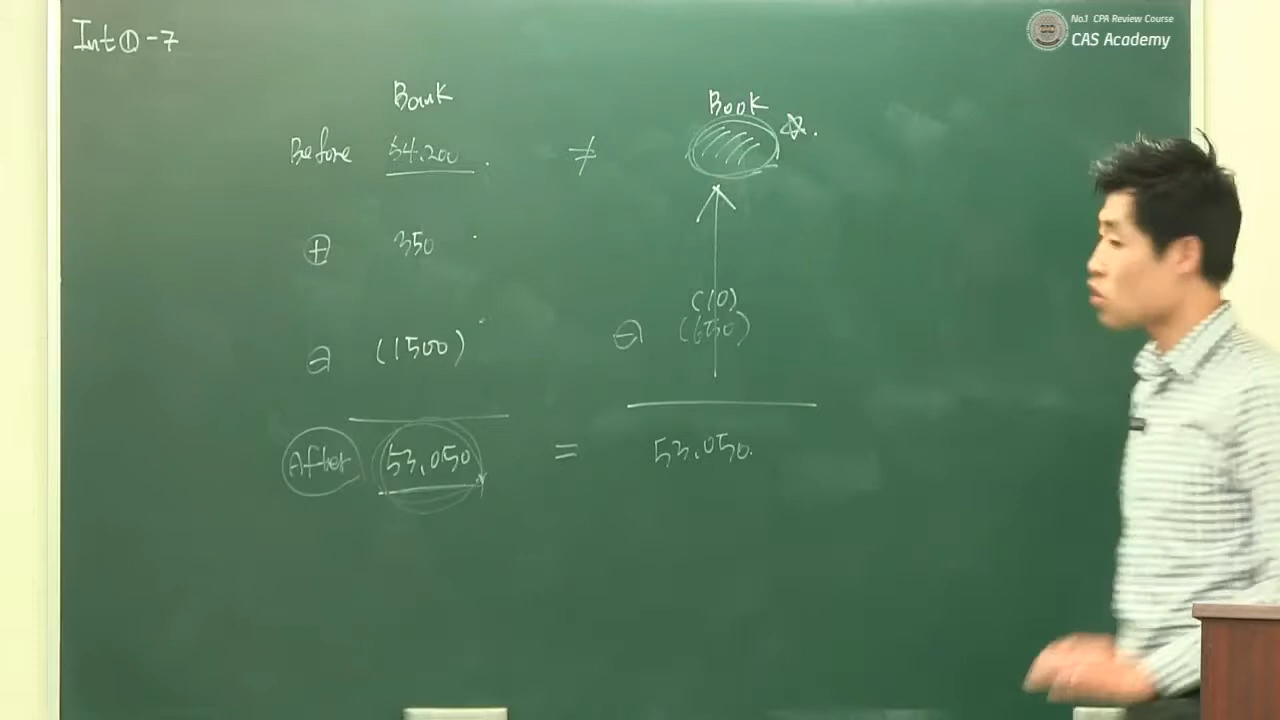 Int ① - 7
No.1 CPA Review Course
CAS Academy
Bank
Book
Before 54.200 . ≠
⊕ 350
(10)
⊖ (1500) ⊖ (650)
After 53,050 = 53.050.